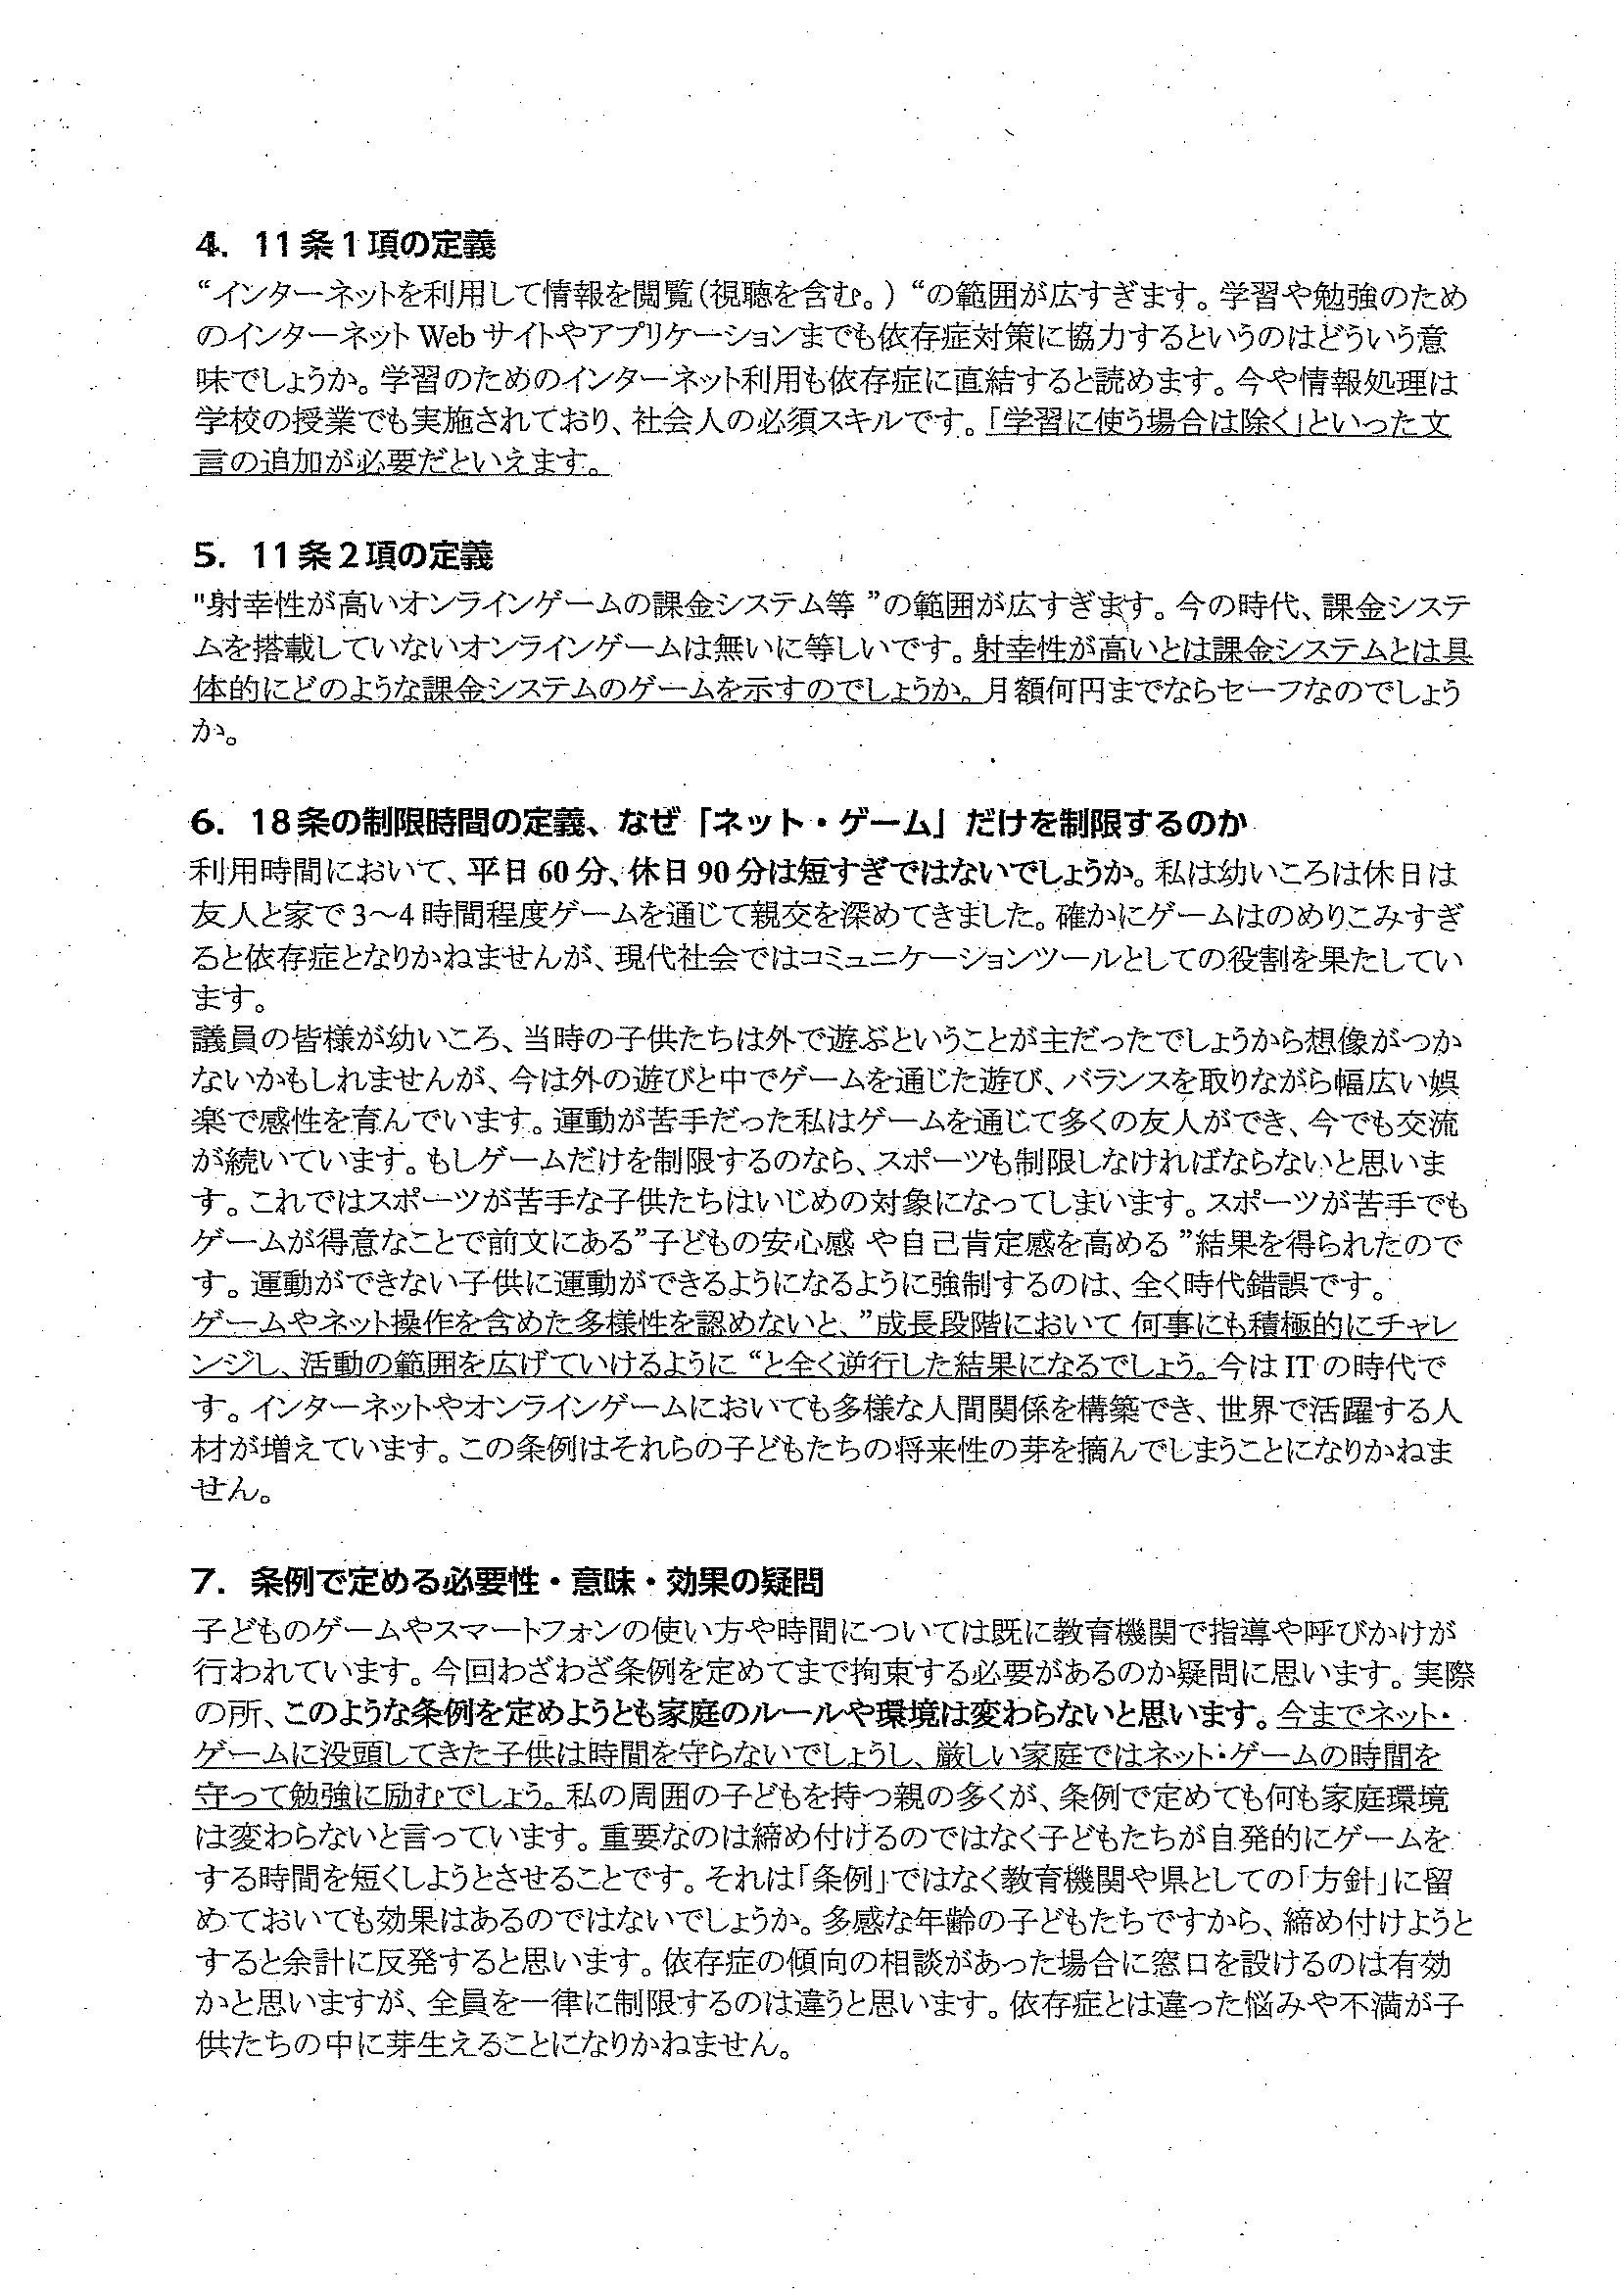 4．11条1項の定義
“インターネットを利用して情報を閲覧（視聴を含む。）“の範囲が広すぎます。学習や勉強のため
のインターネット Web サイトやアプリケーションまでも依存症対策に協力するというのはどういう意
味でしょうか。学習のためのインターネット利用も依存症に直結すると読めます。今や情報処理は
学校の授業でも実施されており、社会人の必須スキルです。「学習に使う場合は除く」といった文
言の追加が必要だといえます。
5．11条2項の定義
"射幸性が高いオンラインゲームの課金システム等 ”の範囲が広すぎます。今の時代、課金システ
ムを搭載していないオンラインゲームは無いに等しいです。射幸性が高いとは課金システムとは具
体的にどのような課金システムのゲームを示すのでしょうか。月額何円までならセーフなのでしょう
か。
6．18条の制限時間の定義、なぜ「ネット・ゲーム」だけを制限するのか
利用時間において、平日 60 分、休日 90 分は短すぎではないでしょうか。私は幼いころは休日は
友人と家で 3～4 時間程度ゲームを通じて親交を深めてきました。確かにゲームはのめりこみすぎ
ると依存症となりかねませんが、現代社会ではコミュニケーションツールとしての役割を果たしてい
ます。
議員の皆様が幼いころ、当時の子供たちは外で遊ぶということが主だったでしょうから想像がつか
ないかもしれませんが、今は外の遊びと中でゲームを通じた遊び、バランスを取りながら幅広い娯
楽で感性を育んでいます。運動が苦手だった私はゲームを通じて多くの友人ができ、今でも交流
が続いています。もしゲームだけを制限するのなら、スポーツも制限しなければならないと思いま
す。これではスポーツが苦手な子供たちはいじめの対象になってしまいます。スポーツが苦手でも
ゲームが得意なことで前文にある”子どもの安心感 や自己肯定感を高める ”結果を得られたので
す。運動ができない子供に運動ができるようになるように強制するのは、全く時代錯誤です。
ゲームやネット操作を含めた多様性を認めないと、”成長段階において 何事にも積極的にチャレ
ンジし、活動の範囲を広げていけるように “と全く逆行した結果になるでしょう。今は IT の時代で
す。インターネットやオンラインゲームにおいても多様な人間関係を構築でき、世界で活躍する人
材が増えています。この条例はそれらの子どもたちの将来性の芽を摘んでしまうことになりかねま
せん。
7．条例で定める必要性・意味・効果の疑問
子どものゲームやスマートフォンの使い方や時間については既に教育機関で指導や呼びかけが
行われています。今回わざわざ条例を定めてまで拘束する必要があるのか疑問に思います。実際
の所、このような条例を定めようとも家庭のルールや環境は変わらないと思います。今までネット・
ゲームに没頭してきた子供は時間を守らないでしょうし、厳しい家庭ではネット・ゲームの時間を
守って勉強に励むでしょう。私の周囲の子どもを持つ親の多くが、条例で定めても何も家庭環境
は変わらないと言っています。重要なのは締め付けるのではなく子どもたちが自発的にゲームを
する時間を短くしようとさせることです。それは「条例」ではなく教育機関や県としての「方針」に留
めておいても効果はあるのではないでしょうか。多感な年齢の子どもたちですから、締め付けようと
すると余計に反発すると思います。依存症の傾向の相談があった場合に窓口を設けるのは有効
かと思いますが、全員を一律に制限するのは違うと思います。依存症とは違った悩みや不満が子
供たちの中に芽生えることになりかねません。